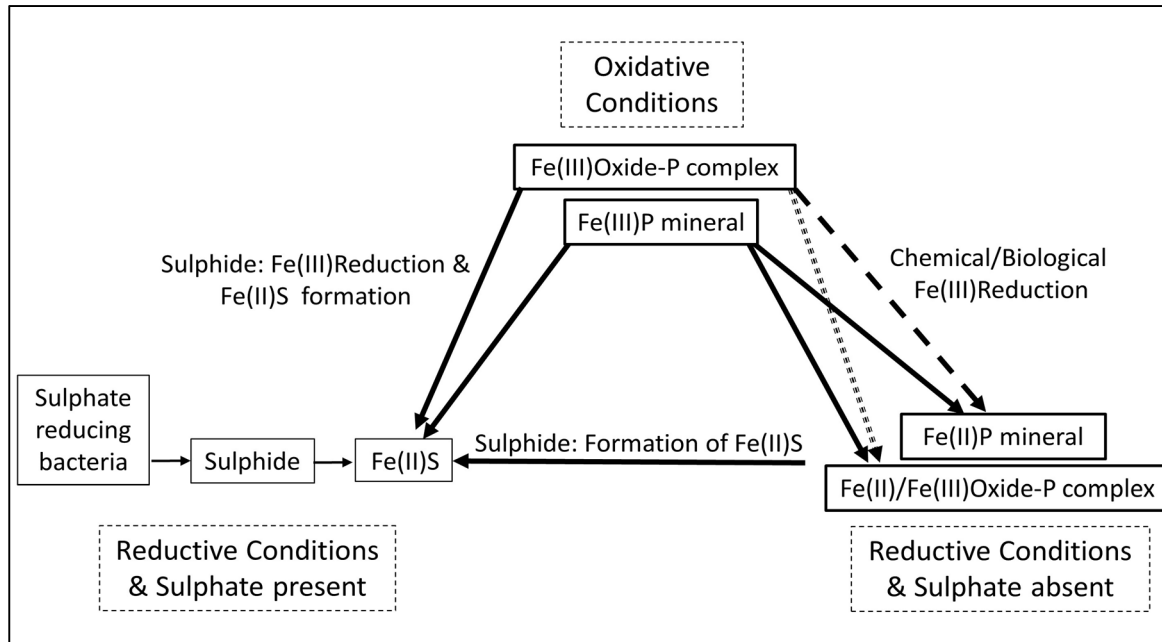 Oxidative
Conditions
Fe(III)Oxide-P complex
Fe(III)P mineral
Sulphide: Fe(III)Reduction &
Fe(II)S formation
Chemical/Biological
Fe(III)Reduction
Sulphate
reducing
bacteria
Sulphide
Fe(II)S
Sulphide: Formation of Fe(II)S
Fe(II)P mineral
Fe(II)/Fe(III)Oxide-P complex
Reductive Conditions
& Sulphate present
Reductive Conditions
& Sulphate absent